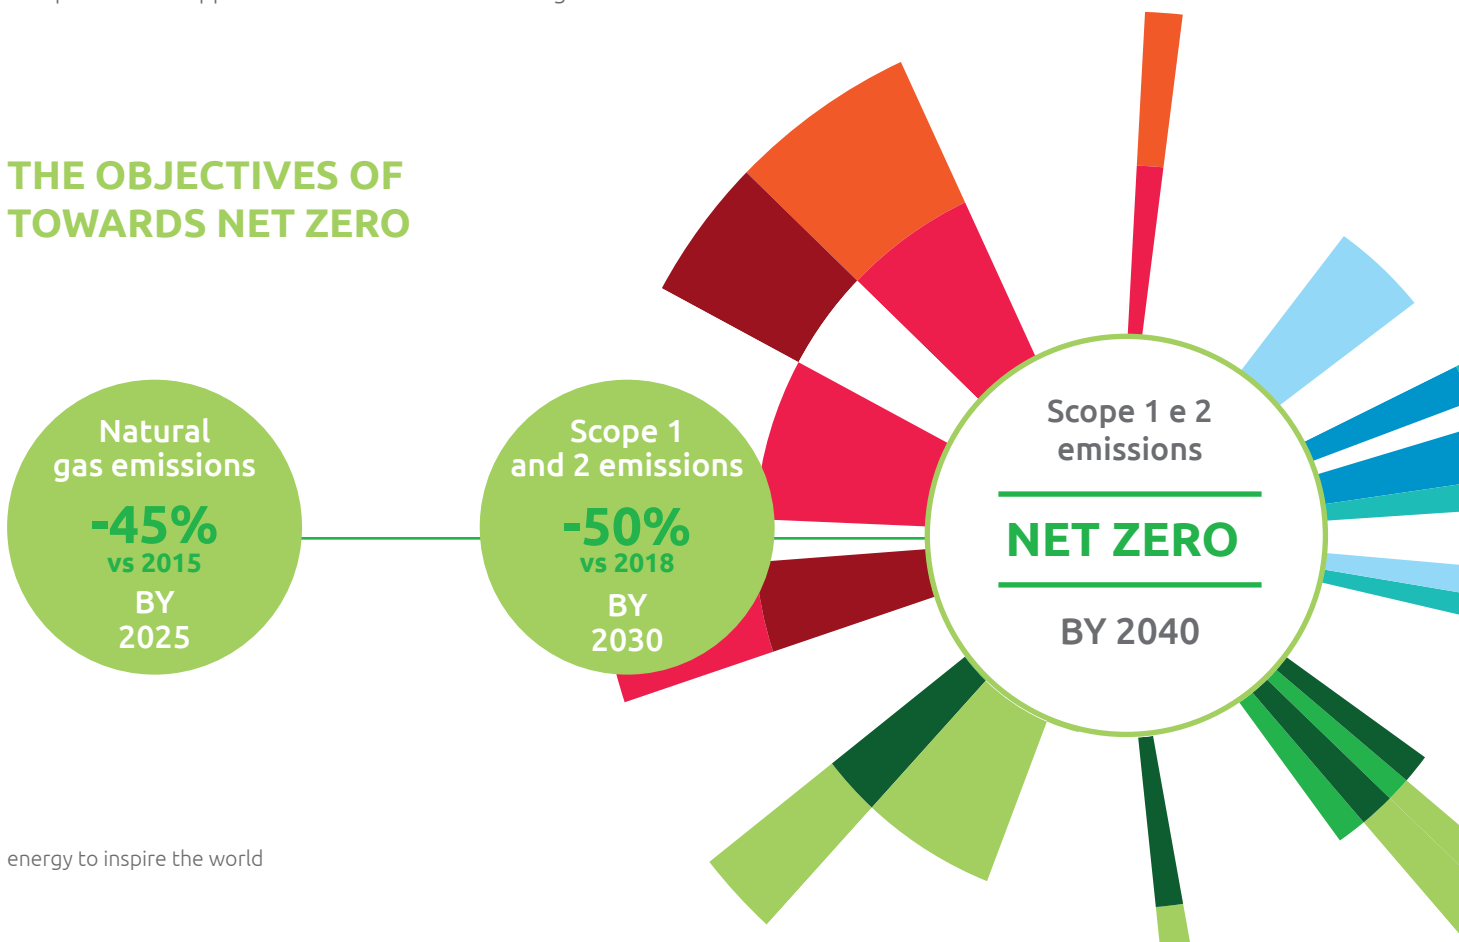 THE OBJECTIVES OF
TOWARDS NET ZERO
Natural
gas emissions
-45%
vs 2015
BY
2025
Scope 1
and 2 emissions
-50%
vs 2018
BY
2030
Scope 1 e 2
emissions
NET ZERO
BY 2040
energy to inspire the world